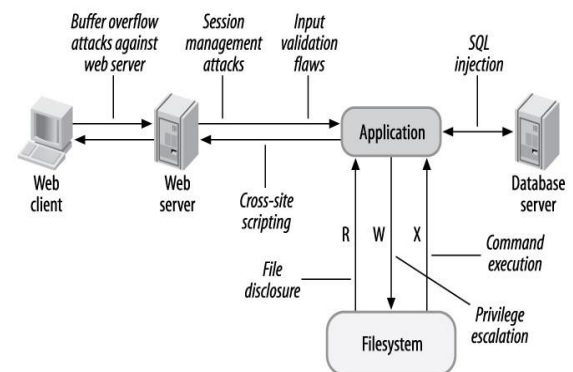 Buffer overflow
attacks against
web server
Session
management
attacks
Input
validation
flaws
SQL
injection
Application
Web
client
Web
server
Database
server
Cross-site
scripting
R
W
X
Command
execution
File
disclosure
Privilege
escalation
Filesystem